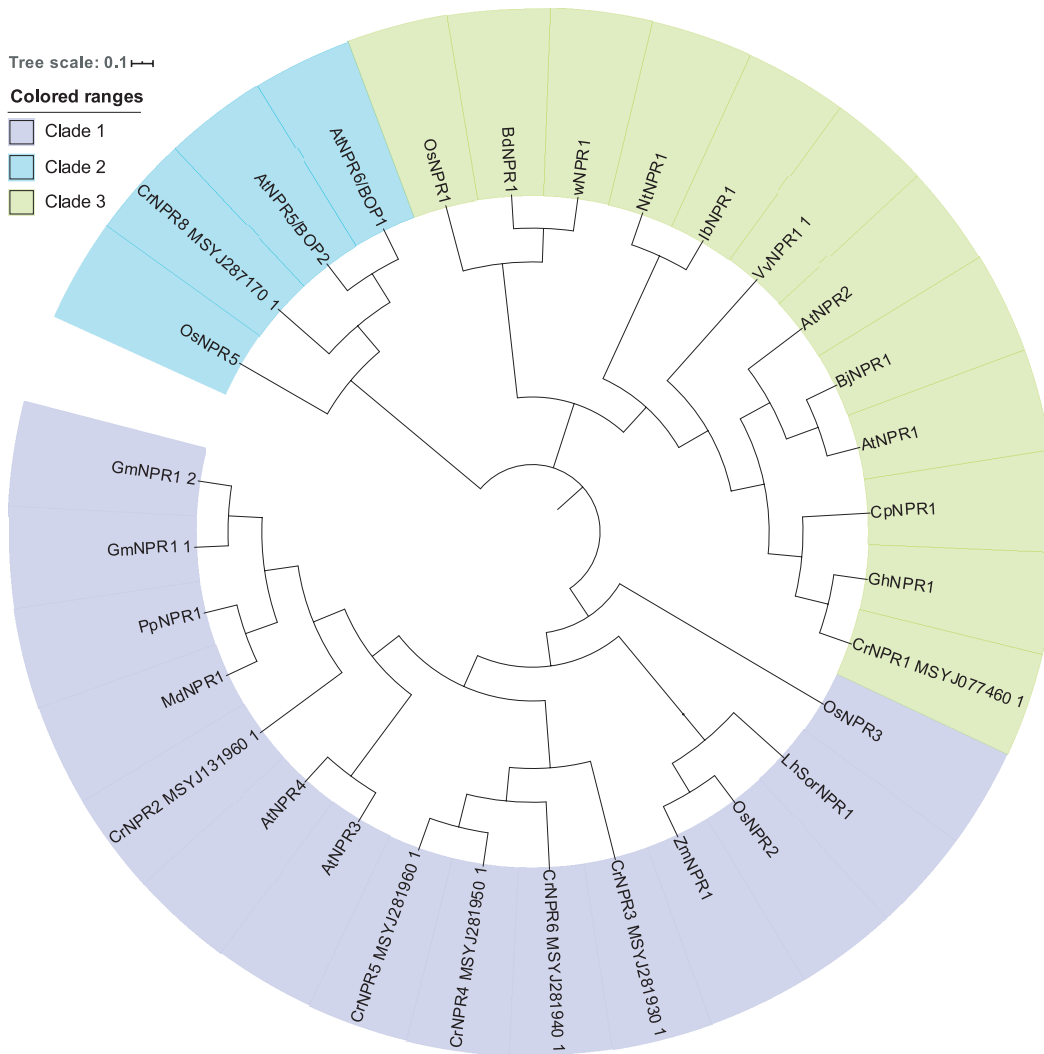 Tree scale: 0.1
Colored ranges
Clade 1
Clade 2
Clade 3
OsNPR5
CrNPR8 MSYJ287170 1
AtNPR5/BOP2
AtNPR6/BOP1
OsNPR1
BdNPR1
wNPR1
NtNPR1
IbNPR1
VvNPR1 1
AtNPR2
BjNPR1
AtNPR1
CpNPR1
GhNPR1
CrNPR1 MSYJ077460 1
OsNPR3
LhSorNPR1
OsNPR2
ZmNPR1
CrNPR3 MSYJ281930 1
CrNPR6 MSYJ281940 1
CrNPR4 MSYJ281950 1
CrNPR5 MSYJ281960 1
AtNPR3
AtNPR4
CrNPR2 MSYJ131960 1
MdNPR1
PpNPR1
GmNPR1 1
GmNPR1 2